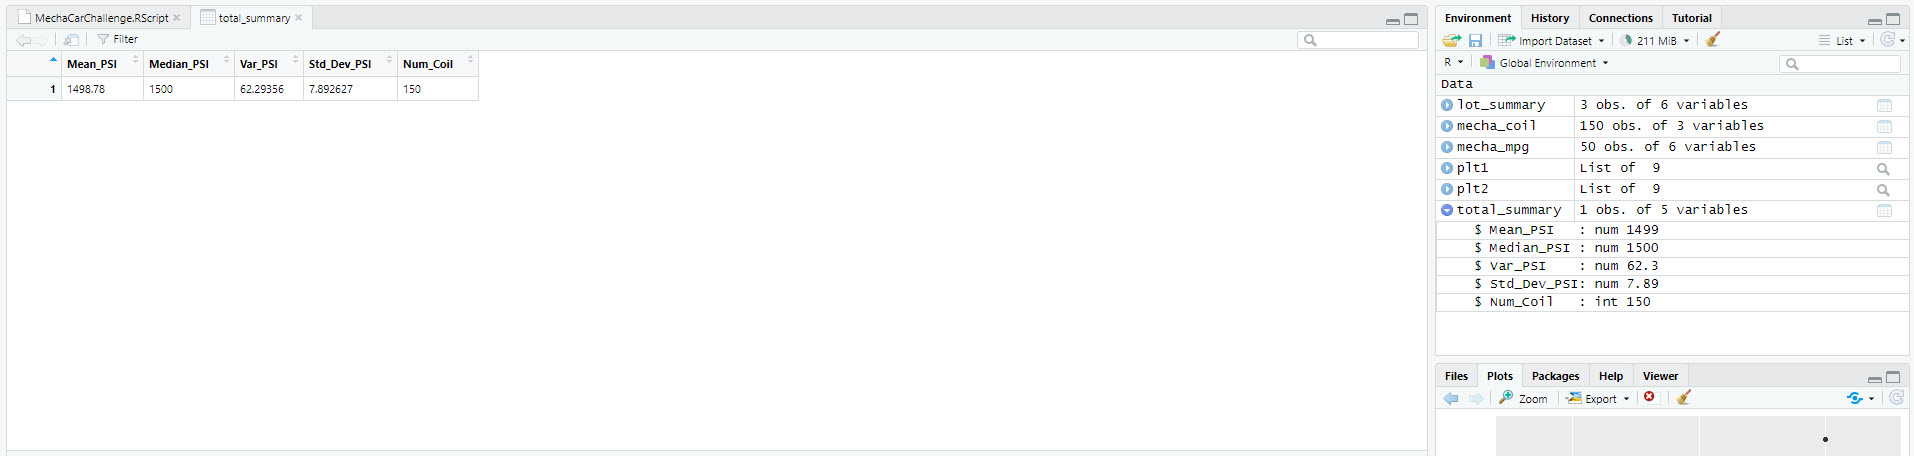 MechaCarChallenge.RScript
total_summary
Filter
Mean_PSI Median_PSI Var_PSI Std_Dev_PSI Num_Coil
1 1498.78 1500 62.29356 7.892627 150
Environment History Connections Tutorial
Import Dataset 211 MiB List
R Global Environment
Data
lot_summary 3 obs. of 6 variables
mecha_coil 150 obs. of 3 variables
mecha_mpg 50 obs. of 6 variables
plt1 List of 9
plt2 List of 9
total_summary 1 obs. of 5 variables
$ Mean_PSI : num 1499
$ Median_PSI : num 1500
$ Var_PSI : num 62.3
$ Std_Dev_PSI: num 7.89
$ Num_Coil : int 150
Files Plots Packages Help Viewer
Zoom Export